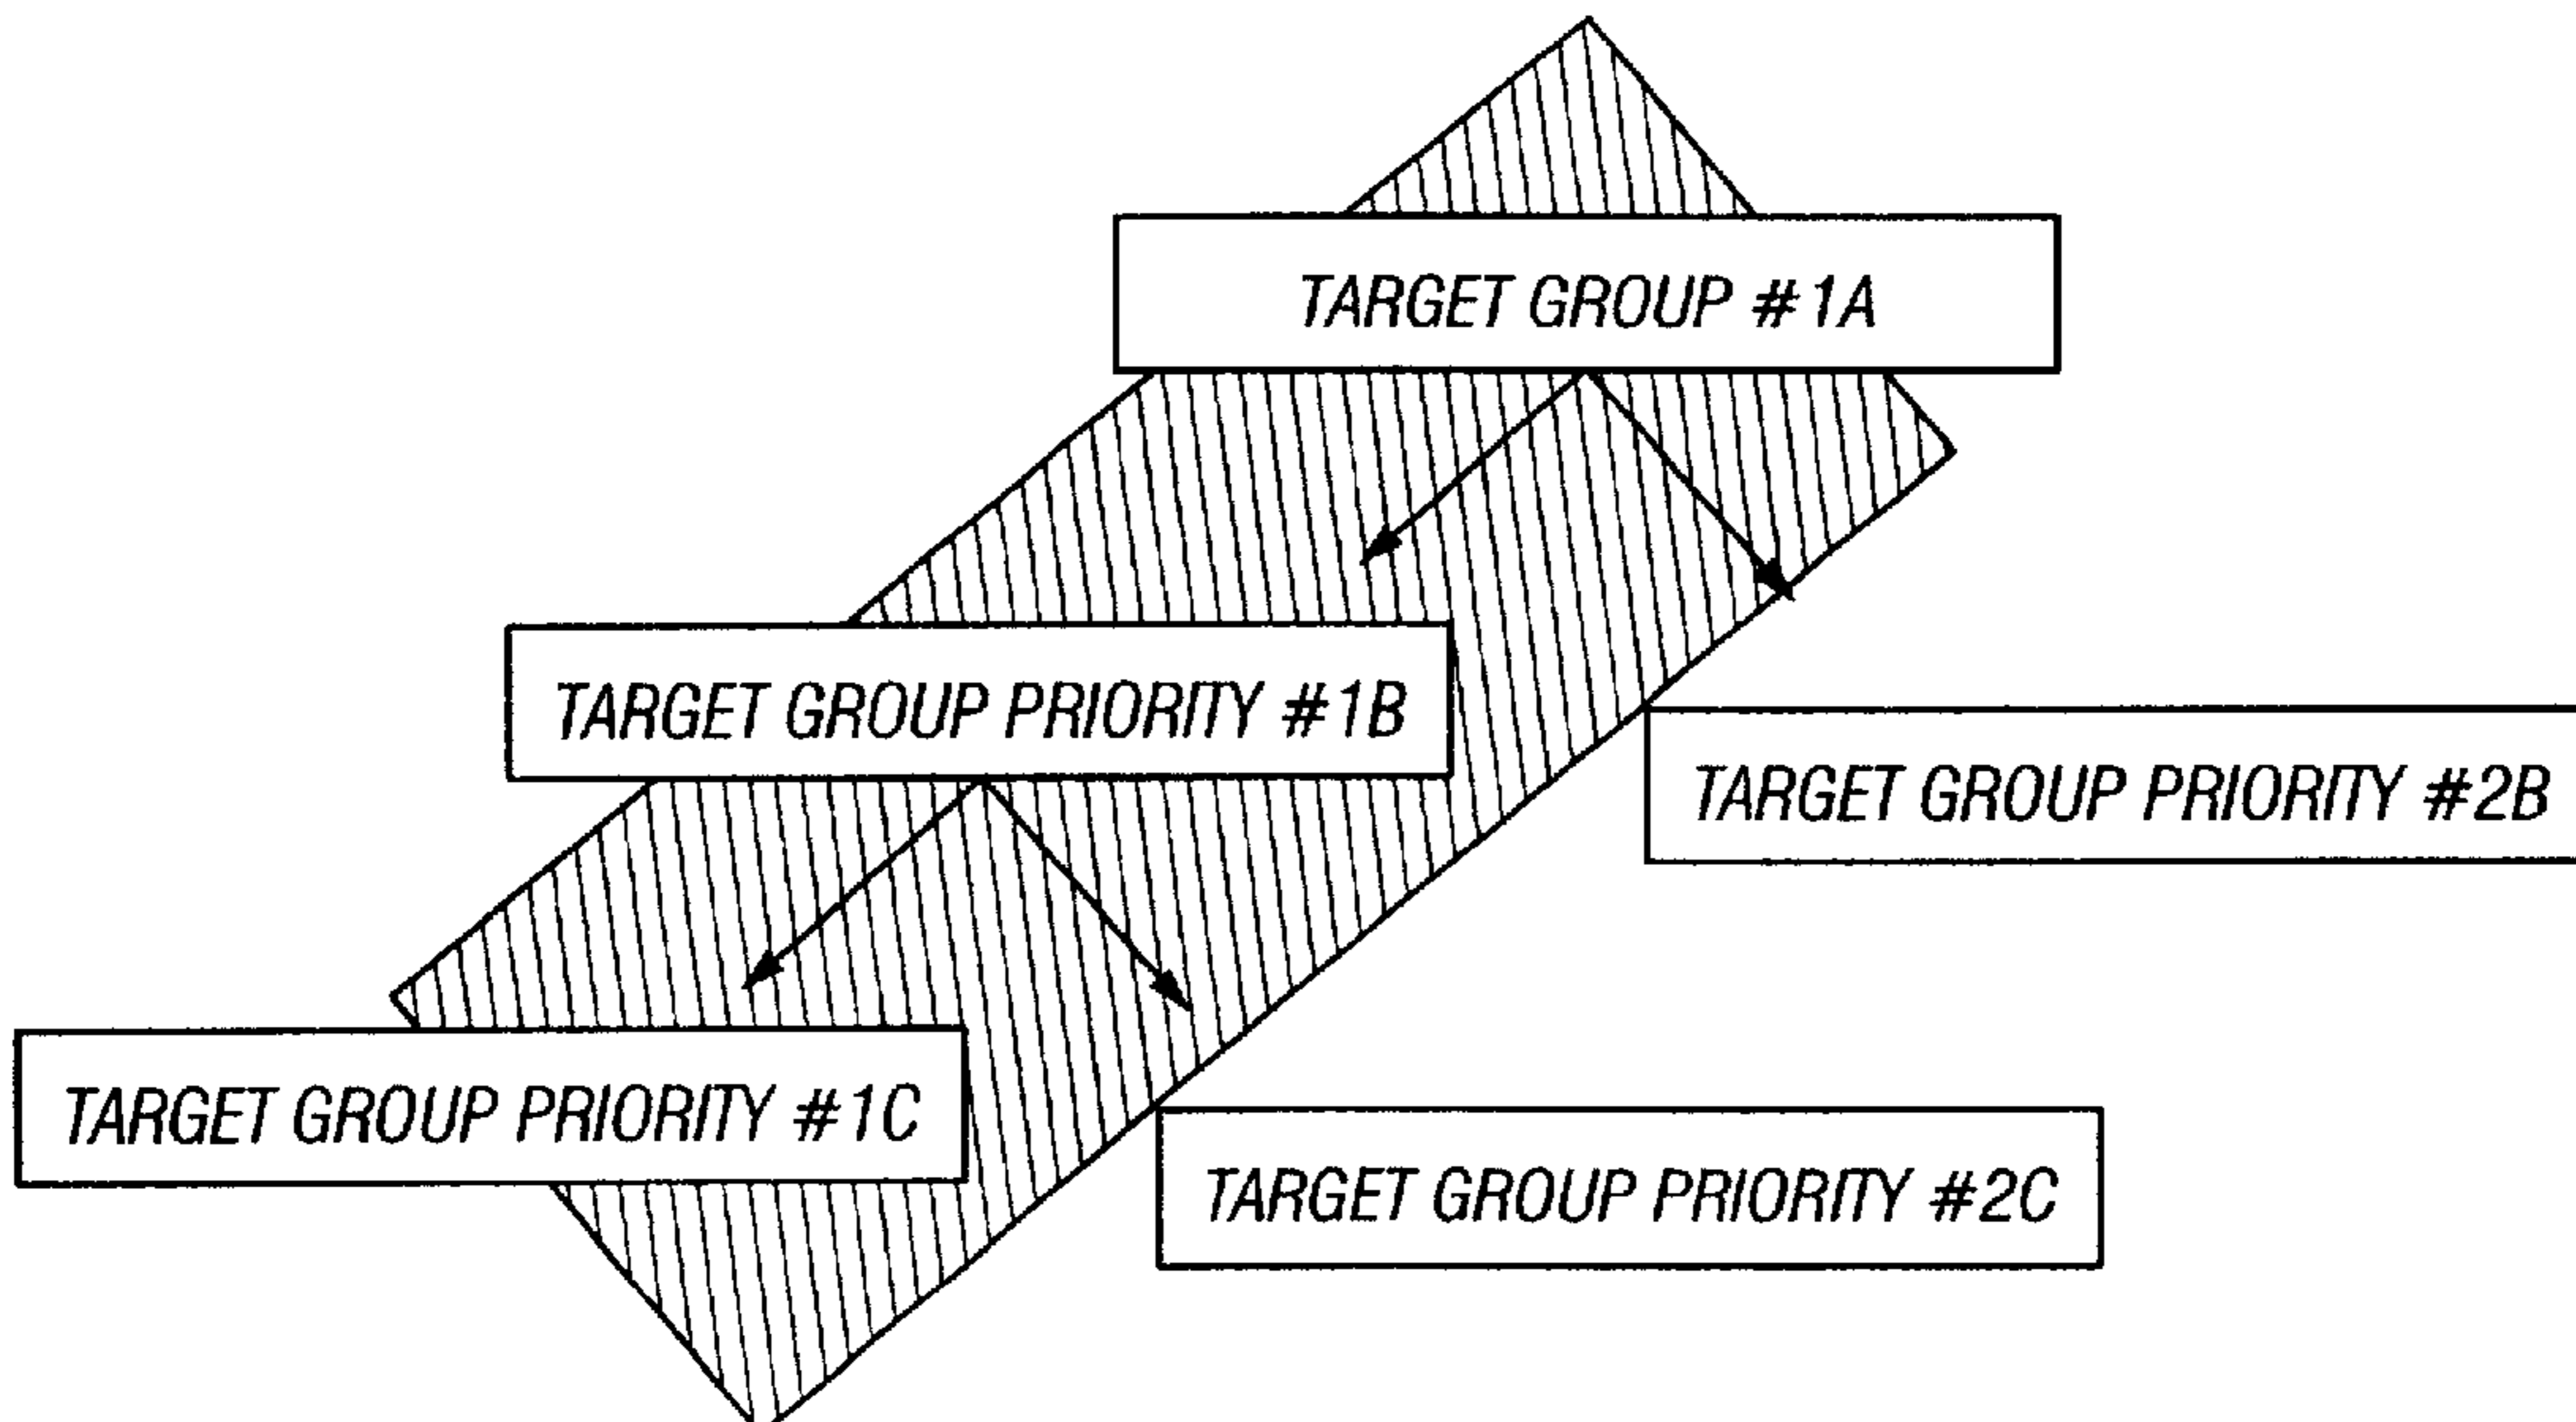 TARGET GROUP #1A
TARGET GROUP PRIORITY #1B
TARGET GROUP PRIORITY #2B
TARGET GROUP PRIORITY #1C
TARGET GROUP PRIORITY #2C